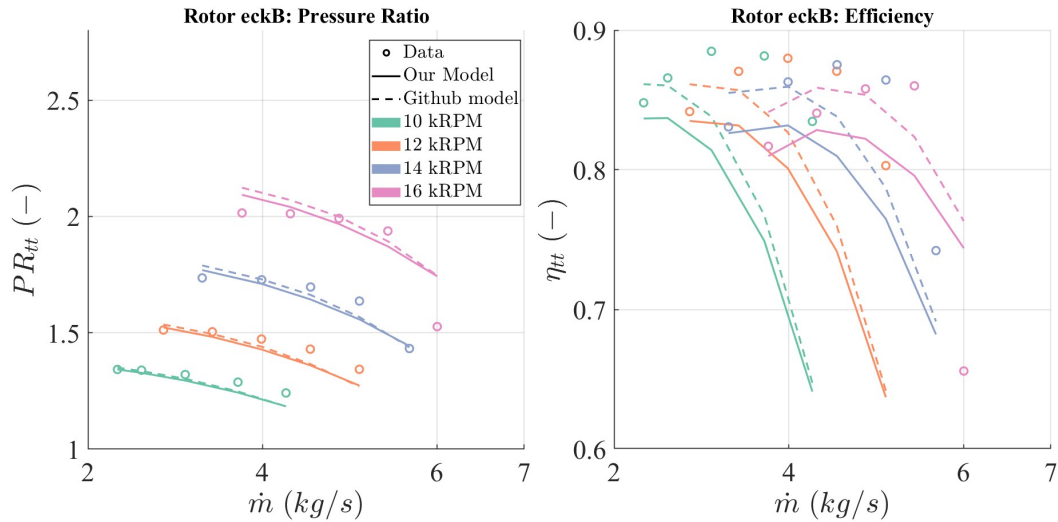 Rotor eckB: Pressure Ratio
2.5
2
1.5
1
PR_tt (−)
2
4
6
7
ṁ (kg/s)
Data
Our Model
Github model
10 kRPM
12 kRPM
14 kRPM
16 kRPM
Rotor eckB: Efficiency
0.9
0.8
0.7
0.6
η_tt (−)
2
4
6
7
ṁ (kg/s)